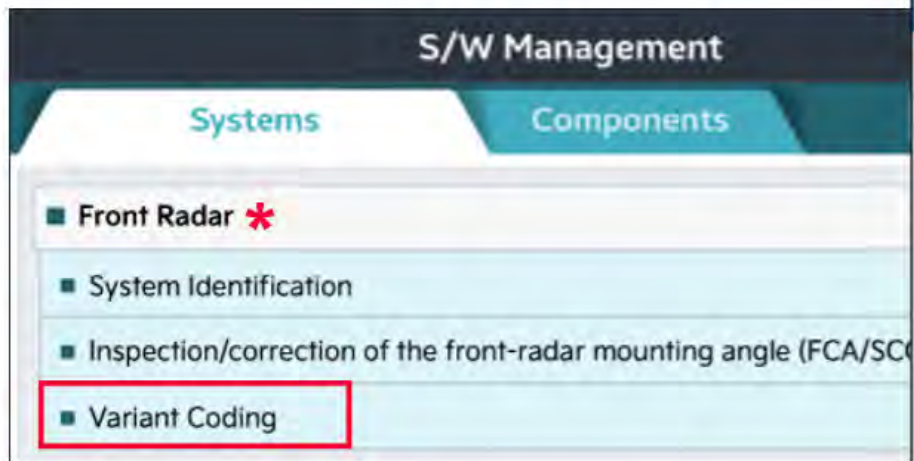 S/W Management
Systems
Components
Front Radar *
System Identification
Inspection/correction of the front-radar mounting angle (FCA/SC
Variant Coding